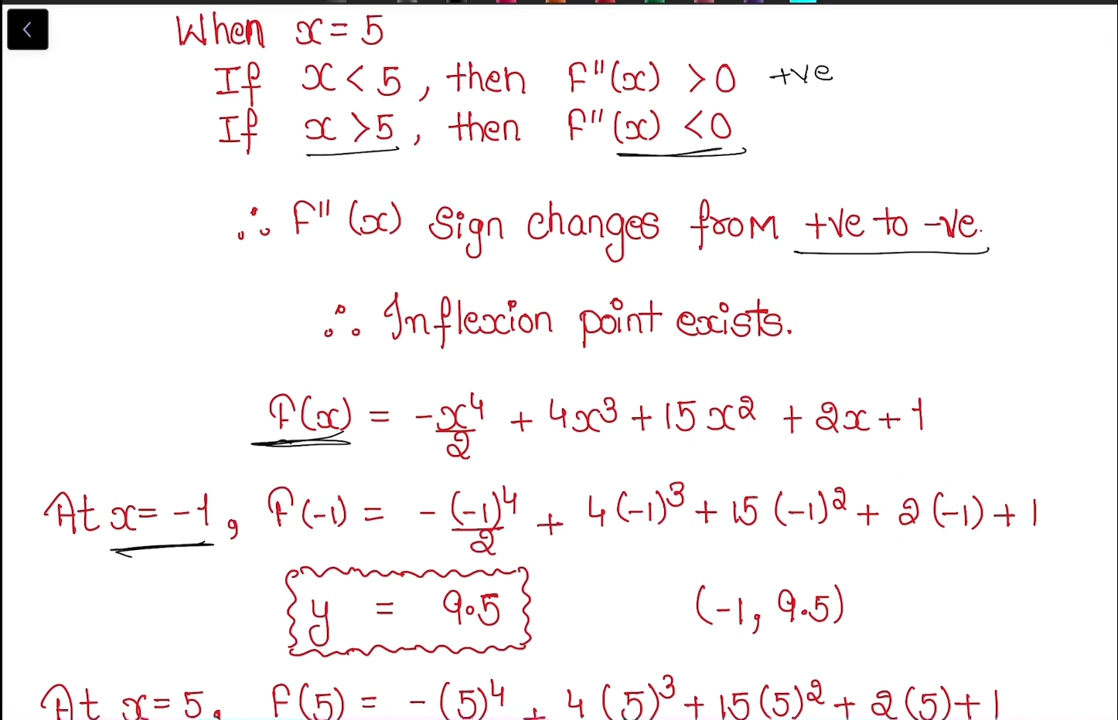 When x = 5
If x < 5, then f''(x) > 0 +ve
If x > 5, then f''(x) < 0
∴ f''(x) Sign changes from +ve to -ve.
∴ Inflexion point exists.
f(x) = -x⁴/2 + 4x³ + 15x² + 2x + 1
At x = -1, f(-1) = -(-1)⁴/2 + 4(-1)³ + 15(-1)² + 2(-1) + 1
y = 9.5 (-1, 9.5)
At x = 5, f(5) = -(5)⁴ + 4(5)³ + 15(5)² + 2(5) + 1